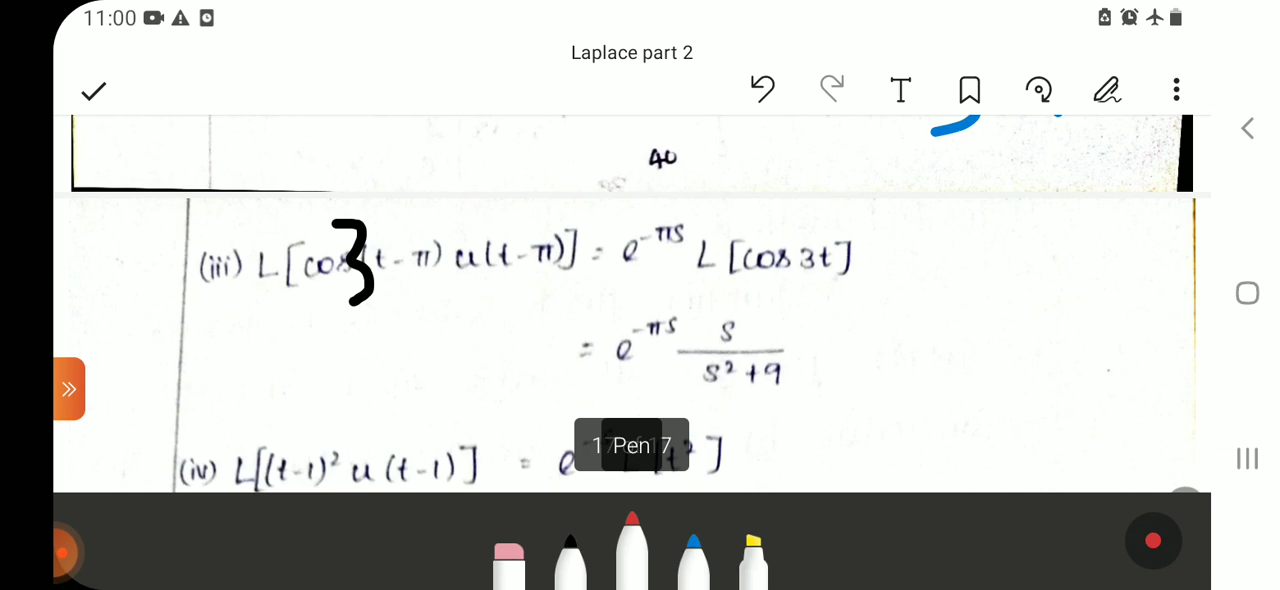 11:00
Laplace part 2
T
40
(iii) L[cos3(t-π) u(t-π)] = e^-πs L[cos 3t]
= e^-πs s/(s²+9)
Pen
(iv) L[(t-1)² u(t-1)] = e [t²]